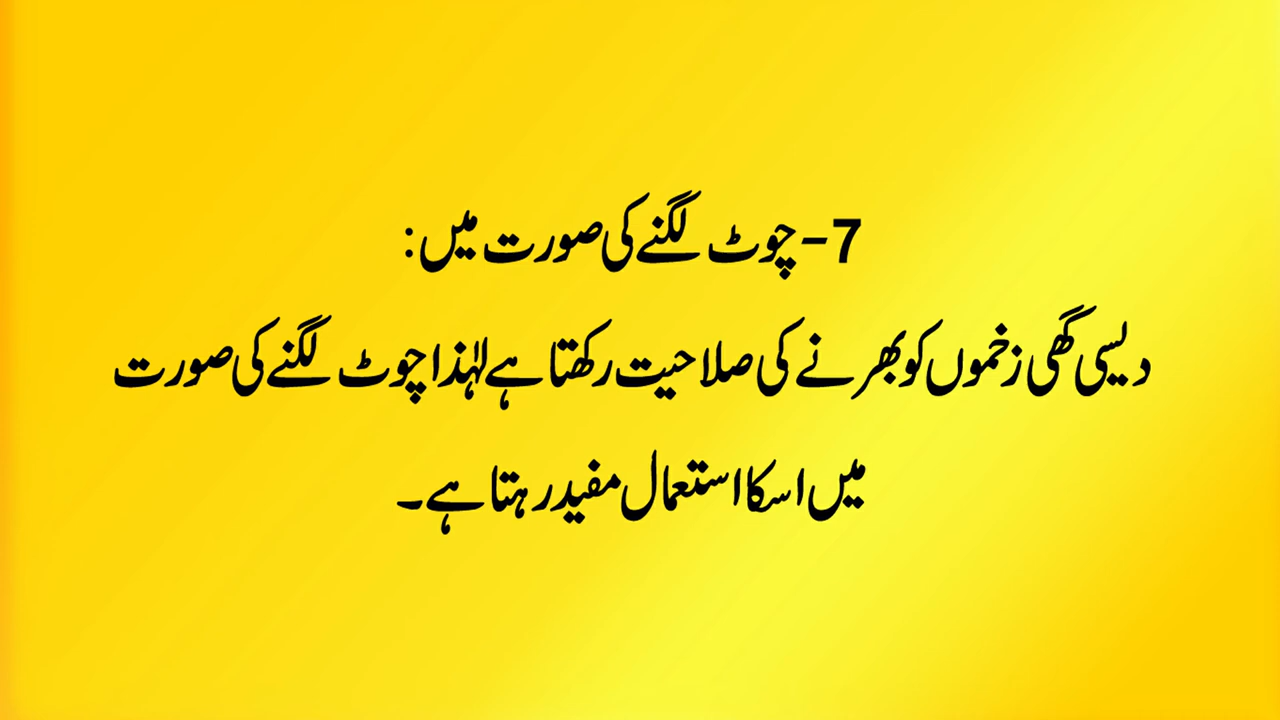 7- چوٹ لگنے کی صورت میں:
دیسی گھی زخموں کو بھرنے کی صلاحیت رکھتا ہے لہٰذا چوٹ لگنے کی صورت
میں اسکا استعمال مفید رہتا ہے۔